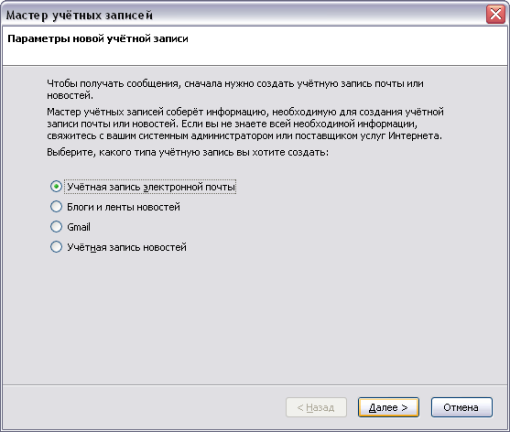 Мастер учётных записей
Параметры новой учётной записи
Чтобы получать сообщения, сначала нужно создать учётную запись почты или
новостей.
Мастер учётных записей соберёт информацию, необходимую для создания учётной
записи почты или новостей. Если вы не знаете всей необходимой информации,
свяжитесь с вашим системным администратором или поставщиком услуг Интернета.
Выберите, какого типа учётную запись вы хотите создать:
Учётная запись электронной почты
Блоги и ленты новостей
Gmail
Учётная запись новостей
< Назад Далее > Отмена